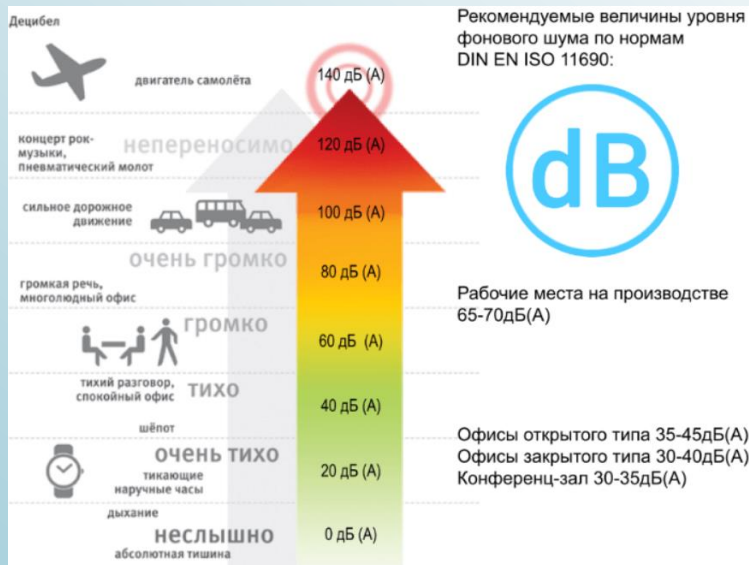 Децибел
двигатель самолёта
140 дБ (А)
концерт рок-
музыки,
пневматический молот
непереносимо
120 дБ (А)
сильное дорожное
движение
100 дБ (А)
очень громко
80 дБ (А)
громкая речь,
многолюдный офис
громко
60 дБ (А)
тихий разговор,
спокойный офис
тихо
40 дБ (А)
шёпот
очень тихо
тикающие
наручные часы
20 дБ (А)
дыхание
неслышно
абсолютная тишина
0 дБ (А)
Рекомендуемые величины уровня
фонового шума по нормам
DIN EN ISO 11690:
dB
Рабочие места на производстве
65-70дБ(А)
Офисы открытого типа 35-45дБ(А)
Офисы закрытого типа 30-40дБ(А)
Конференц-зал 30-35дБ(А)